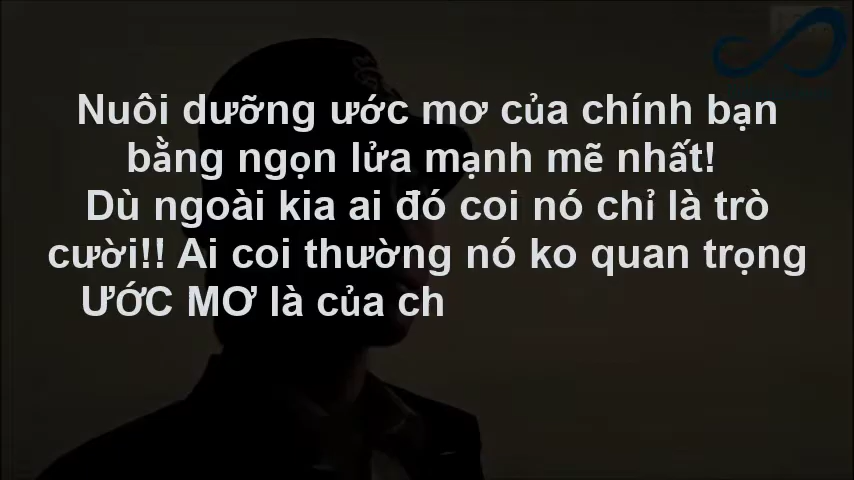 Nuôi dưỡng ước mơ của chính bạn
bằng ngọn lửa mạnh mẽ nhất!
Dù ngoài kia ai đó coi nó chỉ là trò
cười!! Ai coi thường nó ko quan trọng
ƯỚC MƠ là của ch